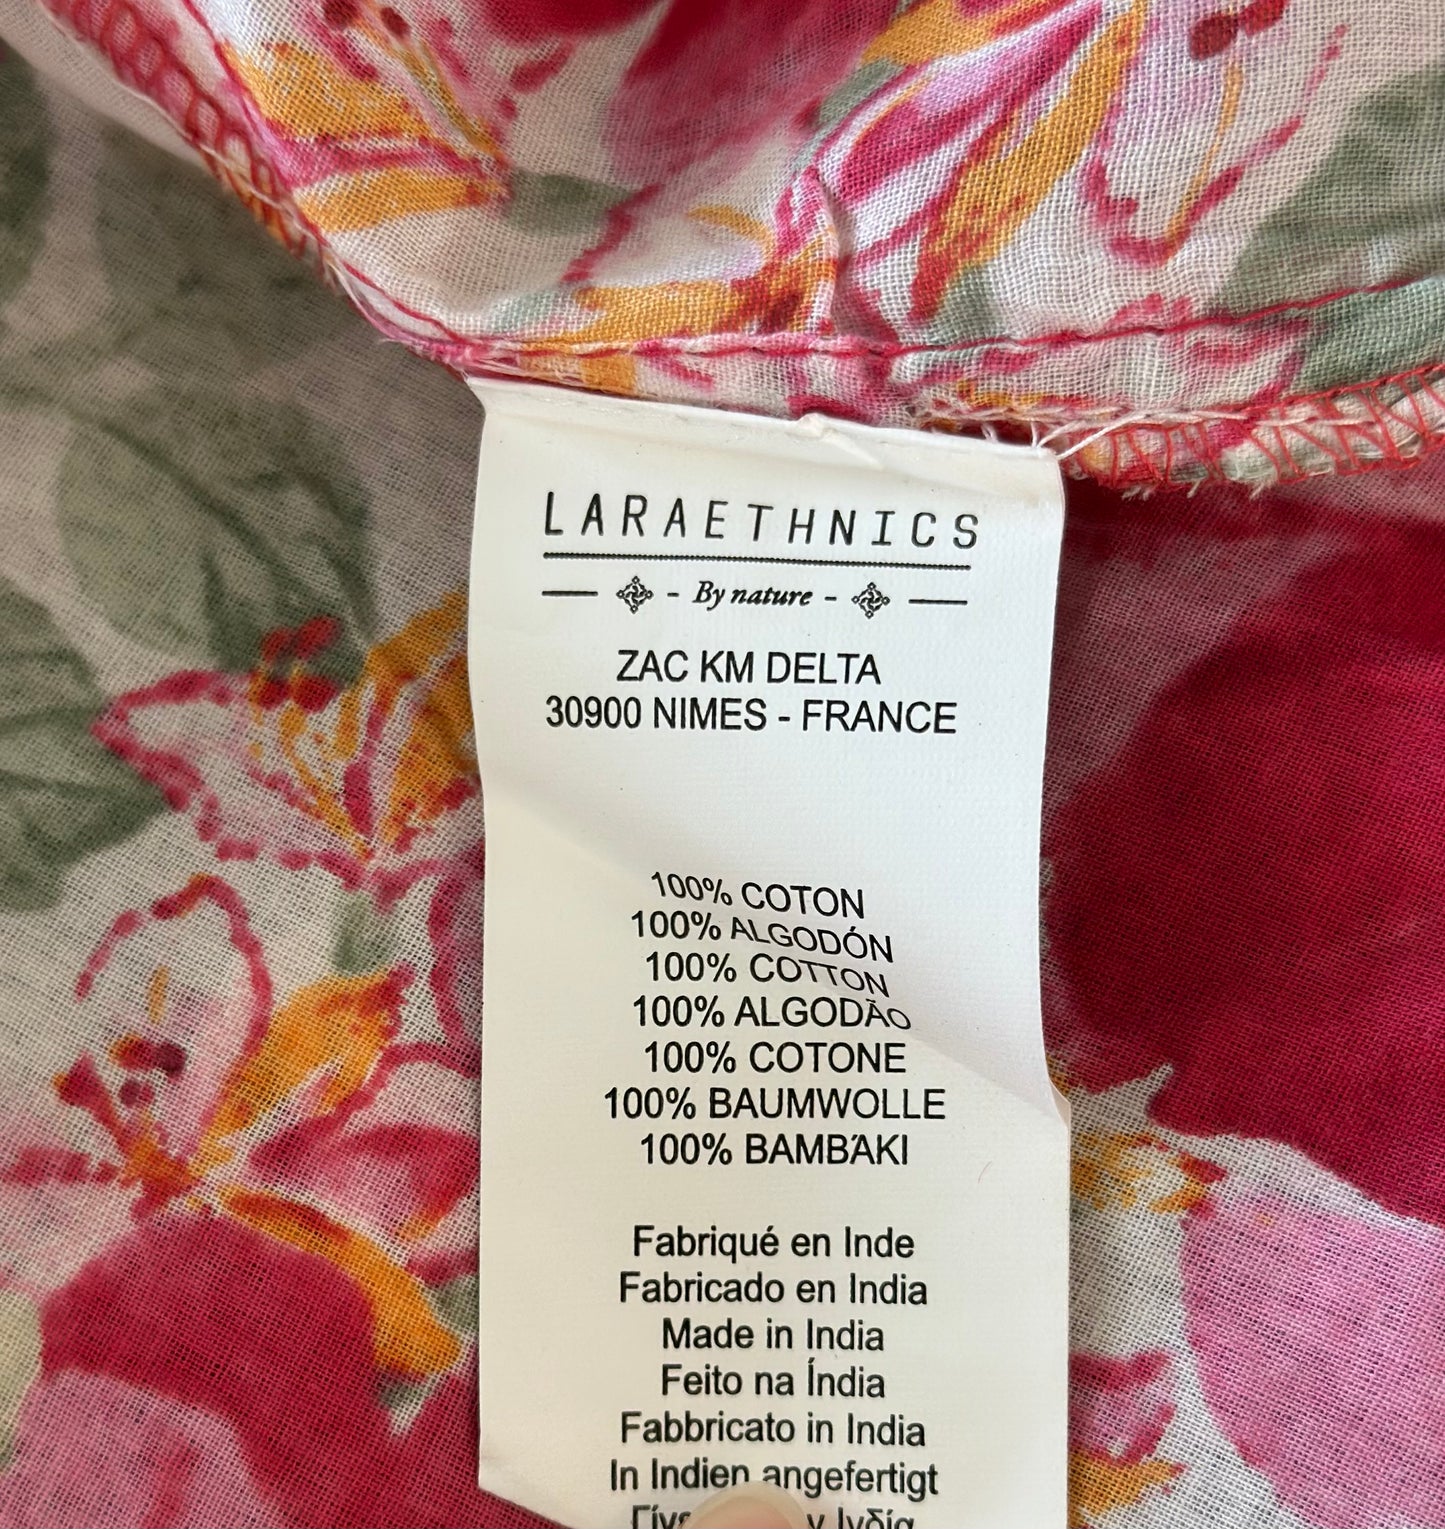 LARAETHNICS
- By nature -
ZAC KM DELTA
30900 NIMES - FRANCE
100% COTON
100% ALGODÓN
100% COTTON
100% ALGODÃO
100% COTONE
100% BAUMWOLLE
100% ΒΑΜΒΆΚΙ
Fabriqué en Inde
Fabricado en India
Made in India
Feito na Índia
Fabbricato in India
In Indien angefertigt
Ινδία